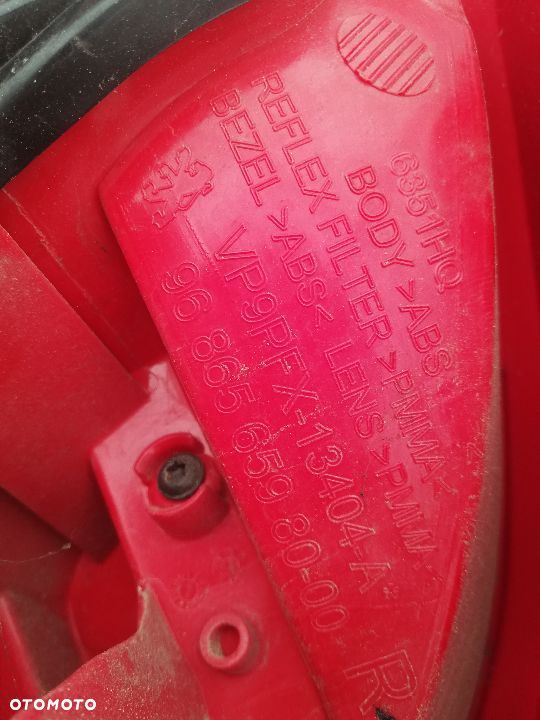 6351HQ
BODY >ABS<
REFLEX FILTER >PMMA<
BEZEL >ABS< LENS >PMMA
VP9PFX-13404-A
96 865 659 80-00
R
OTOMOTO